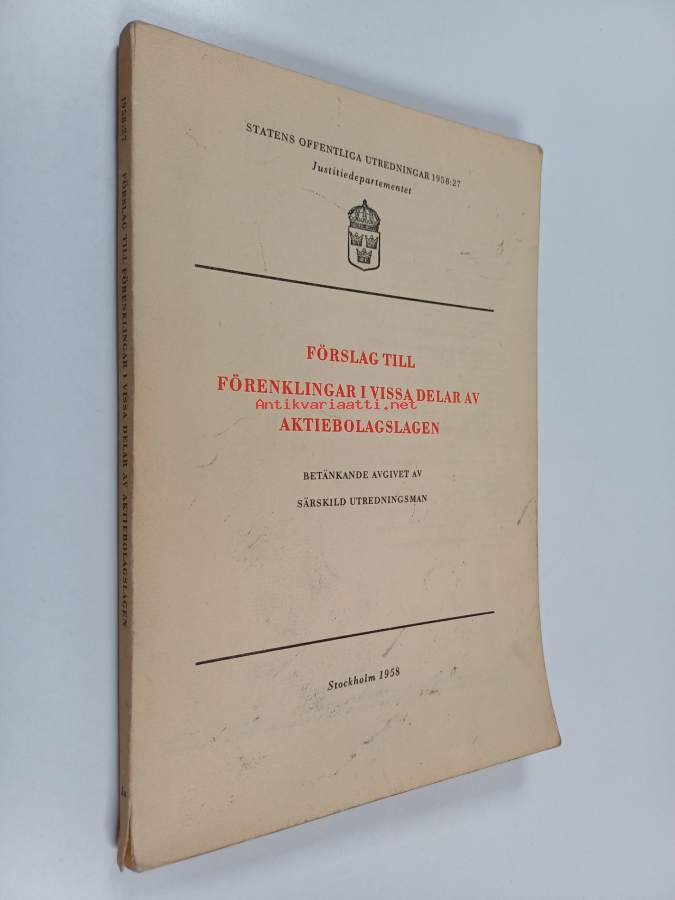 STATENS OFFENTLIGA UTREDNINGAR 1958:27
Justitiedepartementet
FÖRSLAG TILL
FÖRENKLINGAR I VISSA DELAR AV
Antikvariaatti.net
AKTIEBOLAGSLAGEN
BETÄNKANDE AVGIVET AV
SÄRSKILD UTREDNINGSMAN
Stockholm 1958
1958:27 FÖRSLAG TILL FÖRENKLINGAR I VISSA DELAR AV AKTIEBOLAGSLAGEN